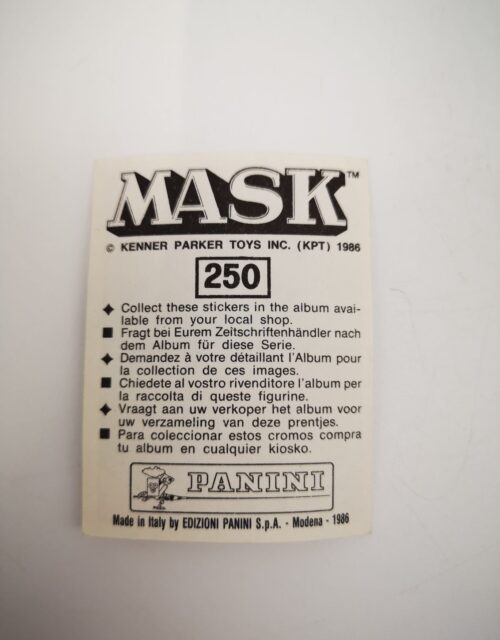 MASK™
© KENNER PARKER TOYS INC. (KPT) 1986
250
◆ Collect these stickers in the album avai-
lable from your local shop.
■ Fragt bei Eurem Zeitschriftenhändler nach
dem Album für diese Serie.
◆ Demandez à votre détaillant l'Album pour
la collection de ces images.
■ Chiedete al vostro rivenditore l'album per
la raccolta di queste figurine.
◆ Vraagt aan uw verkoper het album voor
uw verzameling van deze prentjes.
■ Para coleccionar estos cromos compra
tu album en cualquier kiosko.
PANINI
Made in Italy by EDIZIONI PANINI S.p.A. - Modena - 1986